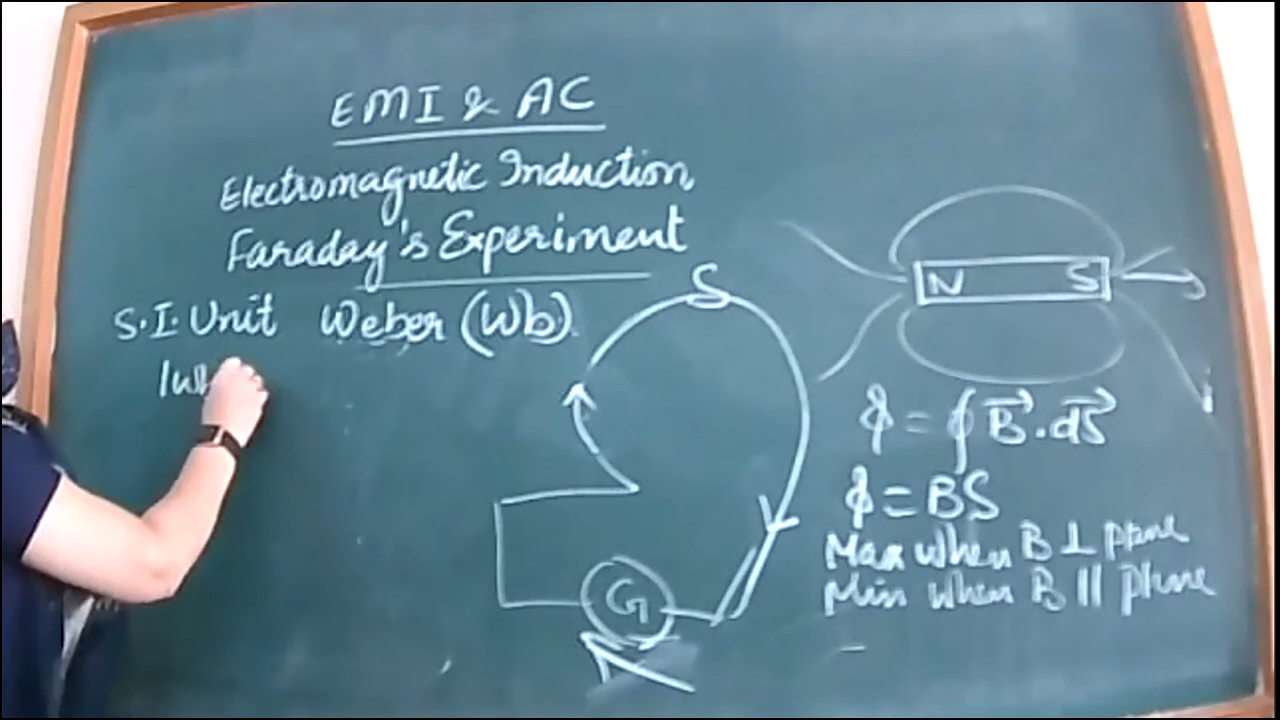 EMI & AC
Electromagnetic Induction
Faraday's Experiment
S.I. Unit Weber (Wb)
S
N S
G
ϕ = ∮ B⃗.dS⃗
ϕ = BS
Max when B ⊥ plane
Min when B || plane